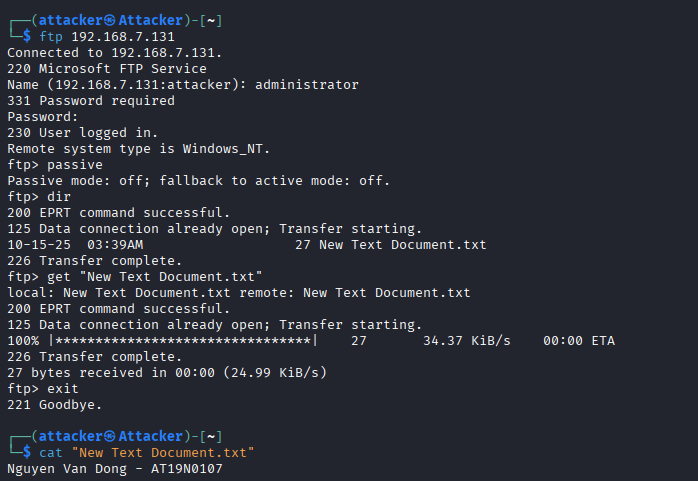 ┌──(attacker㉿Attacker)-[~]
└─$ ftp 192.168.7.131
Connected to 192.168.7.131.
220 Microsoft FTP Service
Name (192.168.7.131:attacker): administrator
331 Password required
Password:
230 User logged in.
Remote system type is Windows_NT.
ftp> passive
Passive mode: off; fallback to active mode: off.
ftp> dir
200 EPRT command successful.
125 Data connection already open; Transfer starting.
10-15-25  03:39AM                   27 New Text Document.txt
226 Transfer complete.
ftp> get "New Text Document.txt"
local: New Text Document.txt remote: New Text Document.txt
200 EPRT command successful.
125 Data connection already open; Transfer starting.
100% |********************************|    27       34.37 KiB/s    00:00 ETA
226 Transfer complete.
27 bytes received in 00:00 (24.99 KiB/s)
ftp> exit
221 Goodbye.
┌──(attacker㉿Attacker)-[~]
└─$ cat "New Text Document.txt"
Nguyen Van Dong - AT19N0107